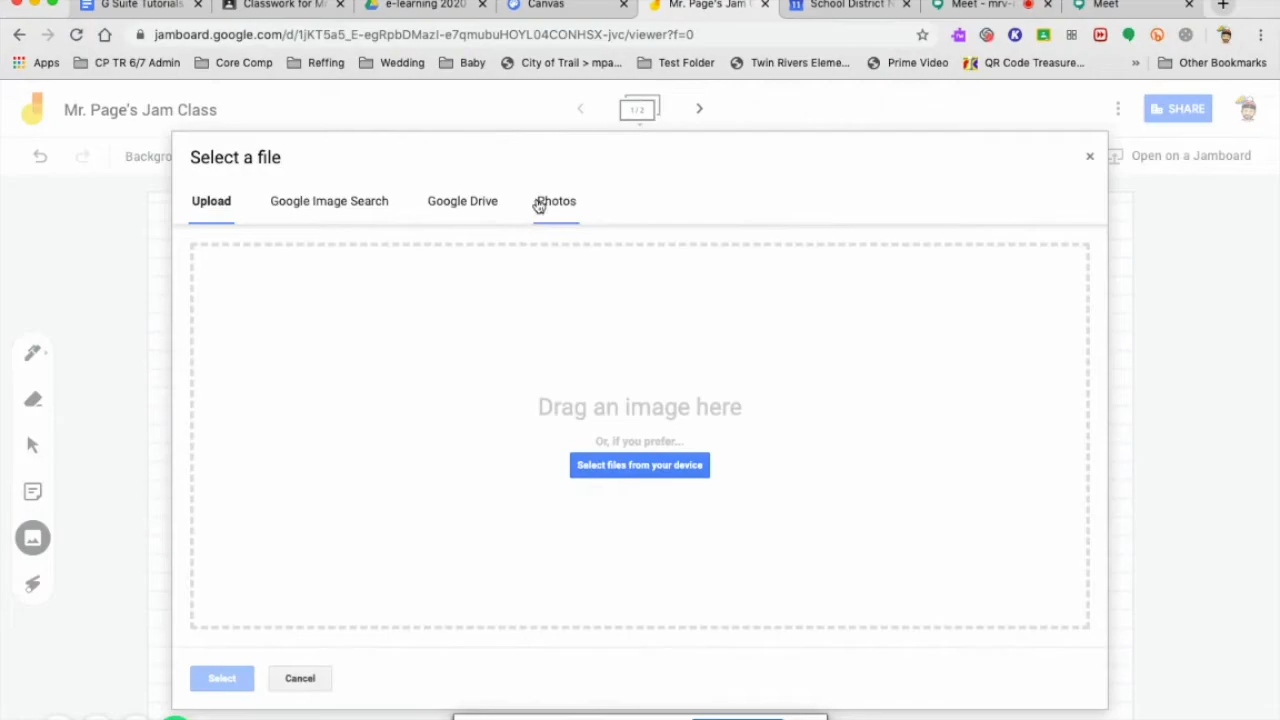 G Suite Tutorials
Classwork for M
e-learning 2020
Canvas
Mr. Page's Jam C
School District N
Meet - mrv-
Meet
jamboard.google.com/d/1jKT5a5_E-egRpbDMazI-e7qmubuHOYL04CONHSX-jvc/viewer?f=0
Apps
CP TR 6/7 Admin
Core Comp
Reffing
Wedding
Baby
City of Trail > mpa...
Test Folder
Twin Rivers Eleme...
Prime Video
QR Code Treasure...
»
Other Bookmarks
Mr. Page's Jam Class
1/2
SHARE
Backgro
Open on a Jamboard
Select a file
Upload
Google Image Search
Google Drive
Photos
Drag an image here
Or, if you prefer...
Select files from your device
Select
Cancel